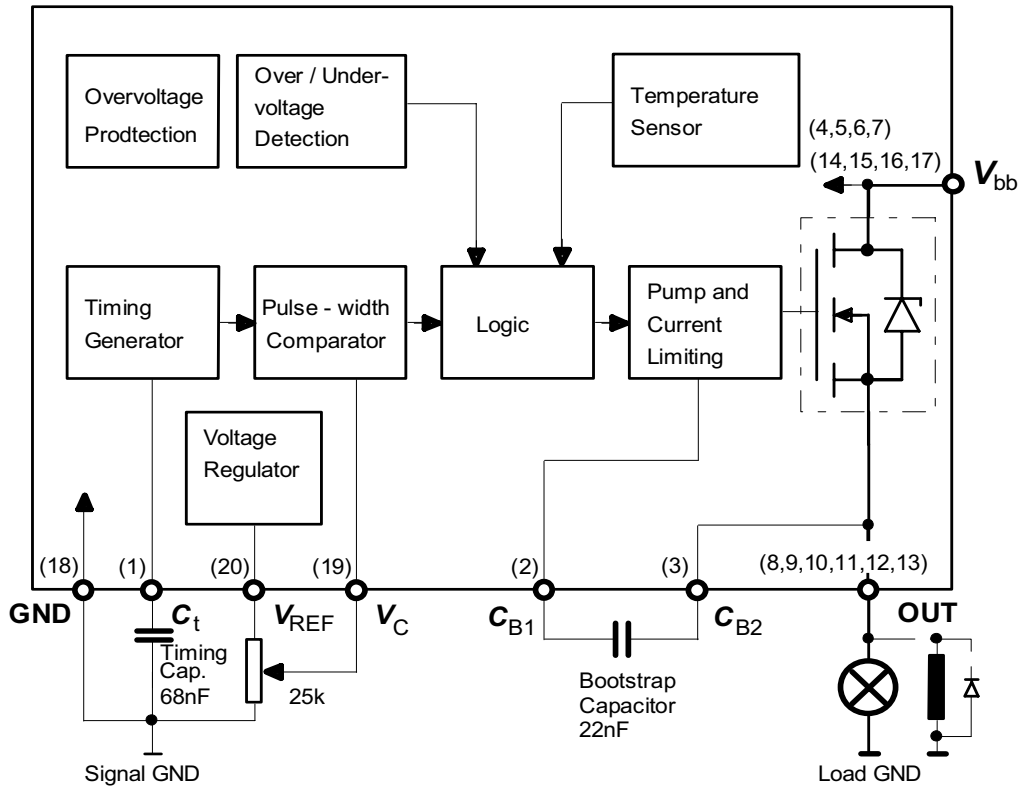 Overvoltage
Prodtection
Over / Under-
voltage
Detection
Temperature
Sensor
(4,5,6,7)
(14,15,16,17)
Vbb
Timing
Generator
Pulse - width
Comparator
Logic
Pump and
Current
Limiting
Voltage
Regulator
(18)
(1)
(20)
(19)
(2)
(3)
(8,9,10,11,12,13)
GND
Ct
VREF
VC
CB1
CB2
OUT
Timing
Cap.
68nF
25k
Bootstrap
Capacitor
22nF
Signal GND
Load GND